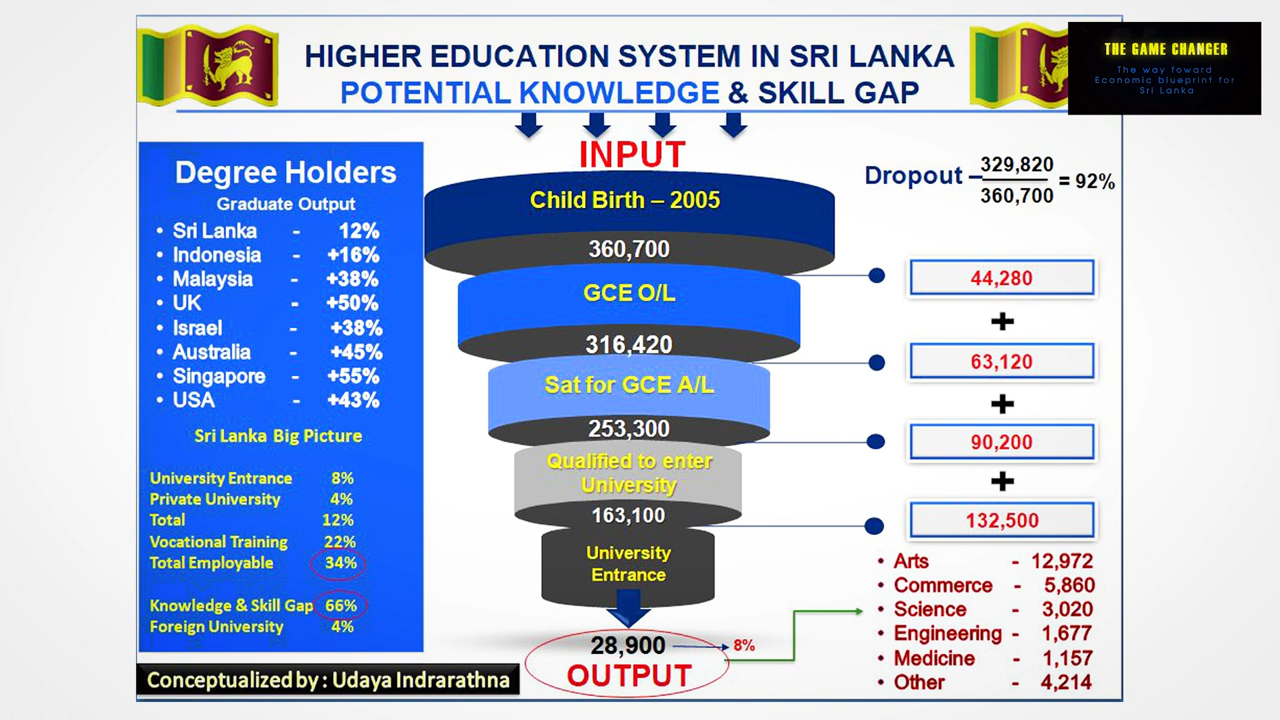 HIGHER EDUCATION SYSTEM IN SRI LANKA
POTENTIAL KNOWLEDGE & SKILL GAP
THE GAME CHANGER
The way foward
Economic blueprint for
Sri Lanka
Degree Holders
Graduate Output
• Sri Lanka - 12%
• Indonesia - +16%
• Malaysia - +38%
• UK - +50%
• Israel - +38%
• Australia - +45%
• Singapore - +55%
• USA - +43%
Sri Lanka Big Picture
University Entrance 8%
Private University 4%
Total 12%
Vocational Training 22%
Total Employable 34%
Knowledge & Skill Gap 66%
Foreign University 4%
Conceptualized by : Udaya Indrarathna
INPUT
Child Birth – 2005
360,700
GCE O/L
316,420
Sat for GCE A/L
253,300
Qualified to enter
University
163,100
University
Entrance
28,900 8%
OUTPUT
Dropout – 329,820
360,700
= 92%
44,280
+
63,120
+
90,200
+
132,500
• Arts - 12,972
• Commerce - 5,860
• Science - 3,020
• Engineering - 1,677
• Medicine - 1,157
• Other - 4,214